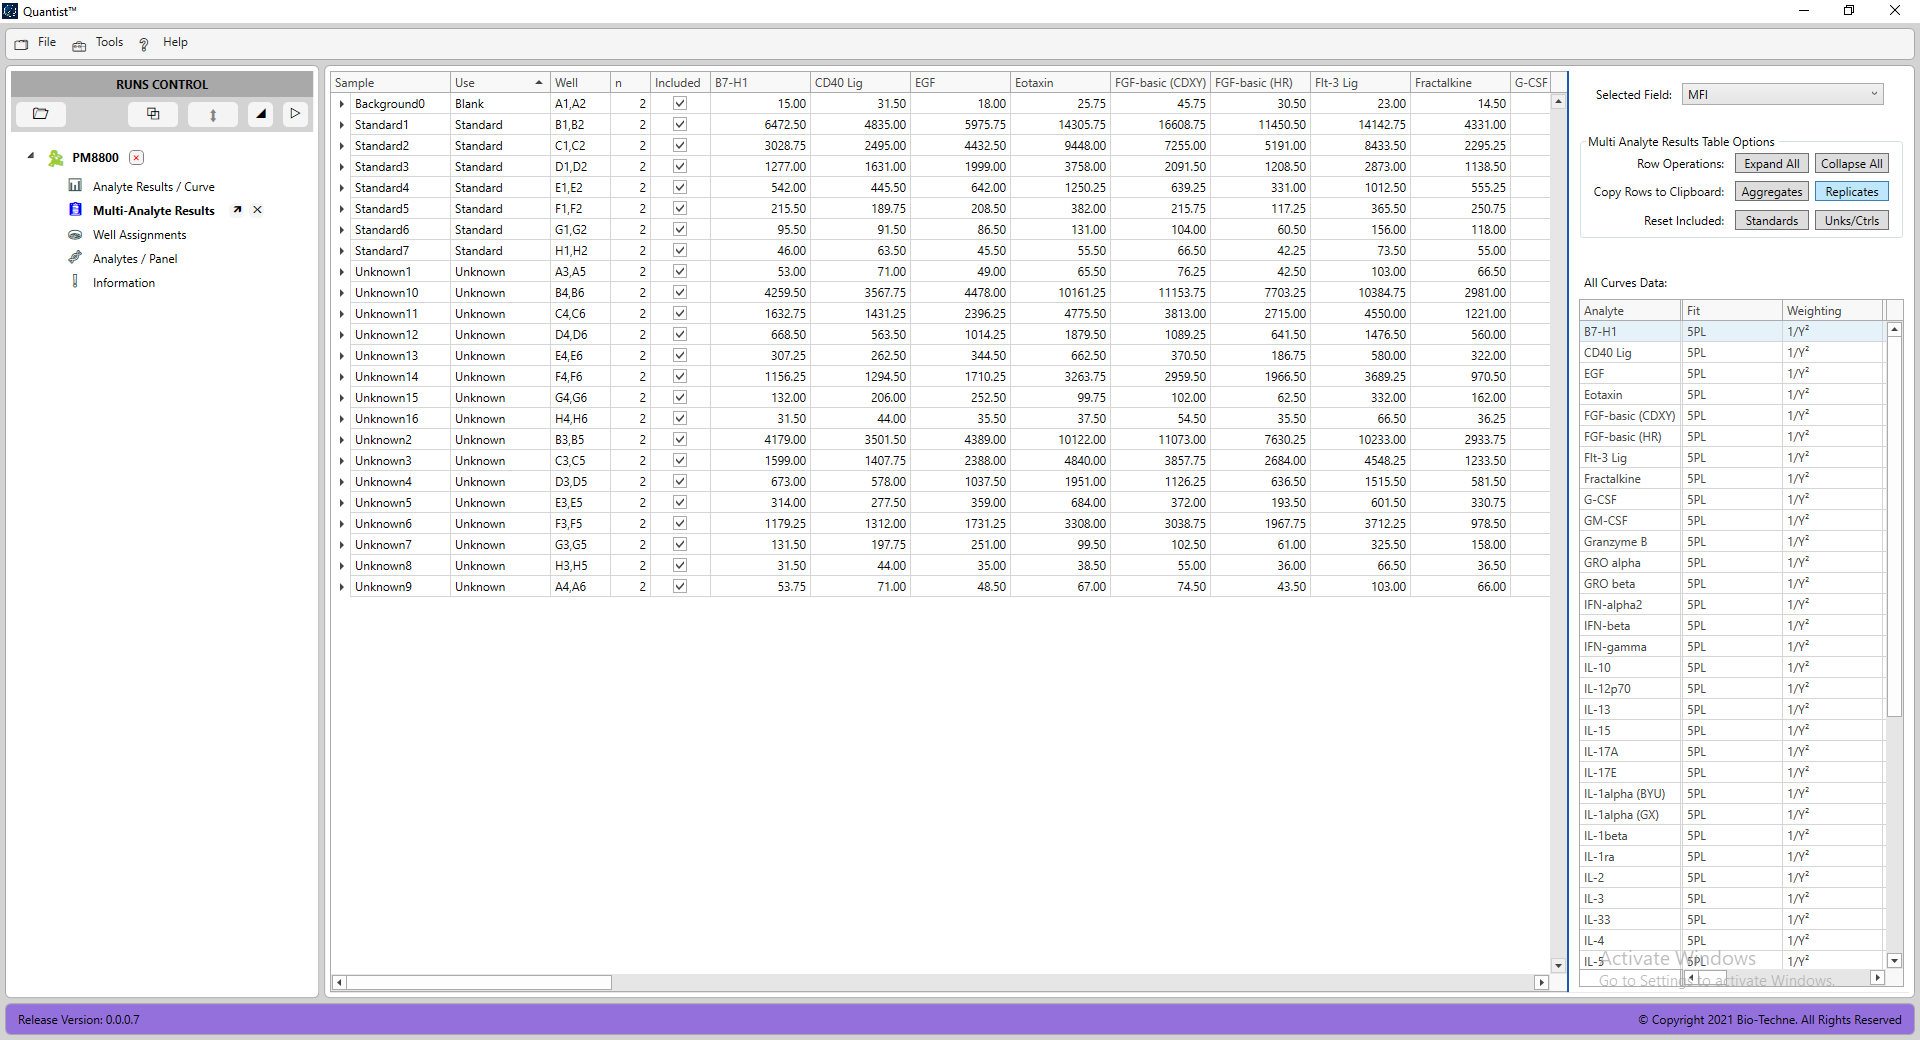 Quantist™
File Tools Help
RUNS CONTROL
PM8800
Analyte Results / Curve
Multi-Analyte Results
Well Assignments
Analytes / Panel
Information
Sample Use Well n Included B7-H1 CD40 Lig EGF Eotaxin FGF-basic (CDXY) FGF-basic (HR) Flt-3 Lig Fractalkine G-CSF
Background0 Blank A1,A2 2 15.00 31.50 18.00 25.75 45.75 30.50 23.00 14.50
Standard1 Standard B1,B2 2 6472.50 4835.00 5975.75 14305.75 16608.75 11450.50 14142.75 4331.00
Standard2 Standard C1,C2 2 3028.75 2495.00 4432.50 9448.00 7255.00 5191.00 8433.50 2295.25
Standard3 Standard D1,D2 2 1277.00 1631.00 1999.00 3758.00 2091.50 1208.50 2873.00 1138.50
Standard4 Standard E1,E2 2 542.00 445.50 642.00 1250.25 639.25 331.00 1012.50 555.25
Standard5 Standard F1,F2 2 215.50 189.75 208.50 382.00 215.75 117.25 365.50 250.75
Standard6 Standard G1,G2 2 95.50 91.50 86.50 131.00 104.00 60.50 156.00 118.00
Standard7 Standard H1,H2 2 46.00 63.50 45.50 55.50 66.50 42.25 73.50 55.00
Unknown1 Unknown A3,A5 2 53.00 71.00 49.00 65.50 76.25 42.50 103.00 66.50
Unknown10 Unknown B4,B6 2 4259.50 3567.75 4478.00 10161.25 11153.75 7703.25 10384.75 2981.00
Unknown11 Unknown C4,C6 2 1632.75 1431.25 2396.25 4775.50 3813.00 2715.00 4550.00 1221.00
Unknown12 Unknown D4,D6 2 668.50 563.50 1014.25 1879.50 1089.25 641.50 1476.50 560.00
Unknown13 Unknown E4,E6 2 307.25 262.50 344.50 662.50 370.50 186.75 580.00 322.00
Unknown14 Unknown F4,F6 2 1156.25 1294.50 1710.25 3263.75 2959.50 1966.50 3689.25 970.50
Unknown15 Unknown G4,G6 2 132.00 206.00 252.50 99.75 102.00 62.50 332.00 162.00
Unknown16 Unknown H4,H6 2 31.50 44.00 35.50 37.50 54.50 35.50 66.50 36.25
Unknown2 Unknown B3,B5 2 4179.00 3501.50 4389.00 10122.00 11073.00 7630.25 10233.00 2933.75
Unknown3 Unknown C3,C5 2 1599.00 1407.75 2388.00 4840.00 3857.75 2684.00 4548.25 1233.50
Unknown4 Unknown D3,D5 2 673.00 578.00 1037.50 1951.00 1126.25 636.50 1515.50 581.50
Unknown5 Unknown E3,E5 2 314.00 277.50 359.00 684.00 372.00 193.50 601.50 330.75
Unknown6 Unknown F3,F5 2 1179.25 1312.00 1731.25 3308.00 3038.75 1967.75 3712.25 978.50
Unknown7 Unknown G3,G5 2 131.50 197.75 251.00 99.50 102.50 61.00 325.50 158.00
Unknown8 Unknown H3,H5 2 31.50 44.00 35.00 38.50 55.00 36.00 66.50 36.50
Unknown9 Unknown A4,A6 2 53.75 71.00 48.50 67.00 74.50 43.50 103.00 66.00
Selected Field: MFI
Multi Analyte Results Table Options
Row Operations: Expand All Collapse All
Copy Rows to Clipboard: Aggregates Replicates
Reset Included: Standards Unks/Ctrls
All Curves Data:
Analyte Fit Weighting
B7-H1 5PL 1/Y²
CD40 Lig 5PL 1/Y²
EGF 5PL 1/Y²
Eotaxin 5PL 1/Y²
FGF-basic (CDXY) 5PL 1/Y²
FGF-basic (HR) 5PL 1/Y²
Flt-3 Lig 5PL 1/Y²
Fractalkine 5PL 1/Y²
G-CSF 5PL 1/Y²
GM-CSF 5PL 1/Y²
Granzyme B 5PL 1/Y²
GRO alpha 5PL 1/Y²
GRO beta 5PL 1/Y²
IFN-alpha2 5PL 1/Y²
IFN-beta 5PL 1/Y²
IFN-gamma 5PL 1/Y²
IL-10 5PL 1/Y²
IL-12p70 5PL 1/Y²
IL-13 5PL 1/Y²
IL-15 5PL 1/Y²
IL-17A 5PL 1/Y²
IL-17E 5PL 1/Y²
IL-1alpha (BYU) 5PL 1/Y²
IL-1alpha (GX) 5PL 1/Y²
IL-1beta 5PL 1/Y²
IL-1ra 5PL 1/Y²
IL-2 5PL 1/Y²
IL-3 5PL 1/Y²
IL-33 5PL 1/Y²
IL-4 5PL 1/Y²
IL-5 5PL 1/Y²
Activate Windows
Go to Settings to activate Windows.
Release Version: 0.0.0.7
© Copyright 2021 Bio-Techne. All Rights Reserved